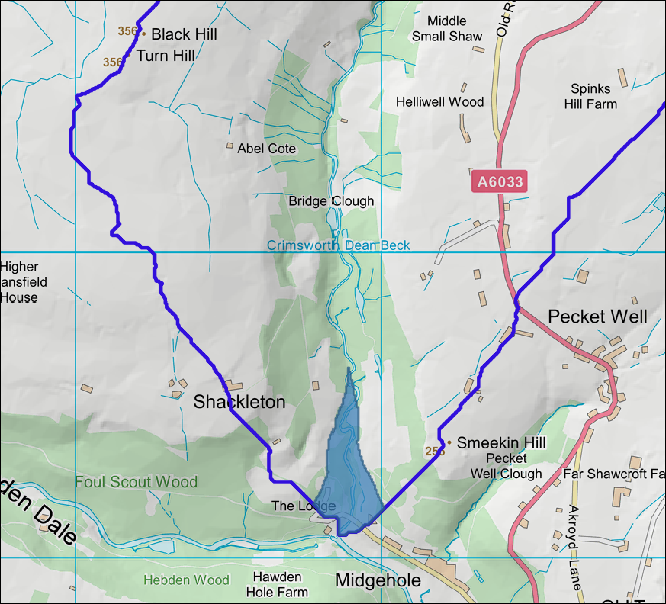 Old R
Middle
Small Shaw
356
Black Hill
Turn Hill
356
Spinks
Hill Farm
Helliwell Wood
Abel Cote
A6033
Bridge Clough
Crimsworth Dean Beck
Higher
ansfield
House
Pecket Well
Shackleton
Smeekin Hill
Pecket
Well Clough
Far Shawcroft Fa
Foul Scout Wood
den Dale
The Lodge
Akroyd Lane
Hebden Wood
Hawden
Hole Farm
Midgehole